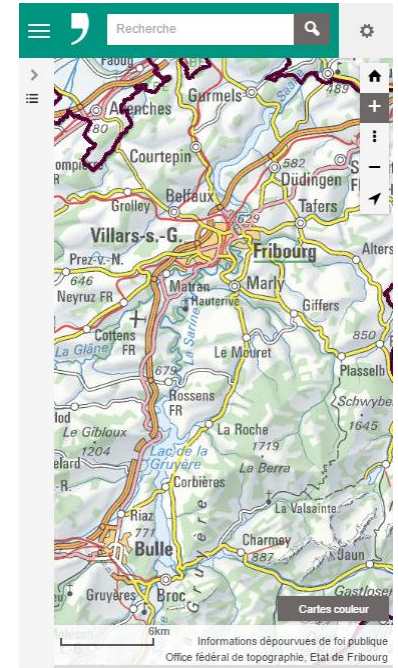 Recherche
Faoug
489
Avenches
Gurmels
480
Courtepin
582
Düdingen
Belfaux
Grolley
Tafers
629
Villars-s.-G.
Fribourg
Prez-v.-N.
Alters
646
Matran
Marly
Neyruz FR
Hauterive
Giffers
Cottens
FR
La Sarine
850
La Glâne
Le Mouret
679
Plasselb
Rossens
FR
Schwybe
Le Gibloux
1204
La Roche
1645
1719
La Berra
Lac de la
Gruyère
Corbières
La Valsainte
Riaz
771
Bulle
Charmey
887
Jaun
Gruyère
Gruyères
Broc
Gastlose
Cartes couleur
6km
Informations dépourvues de foi publique
Office fédéral de topographie, Etat de Fribourg